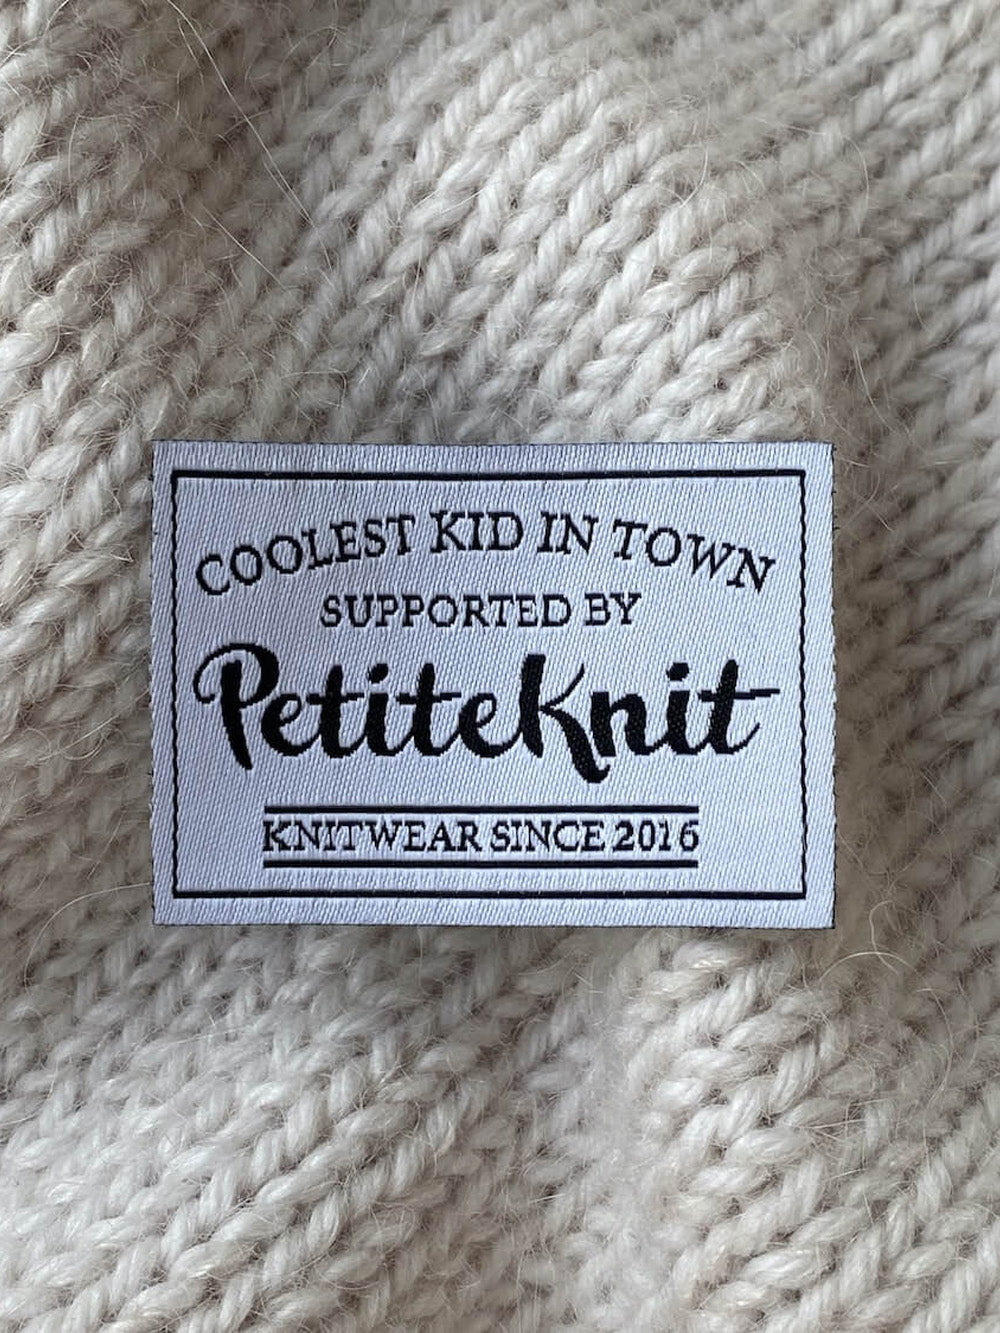 COOLEST KID IN TOWN
SUPPORTED BY
PetiteKnit
KNITWEAR SINCE 2016